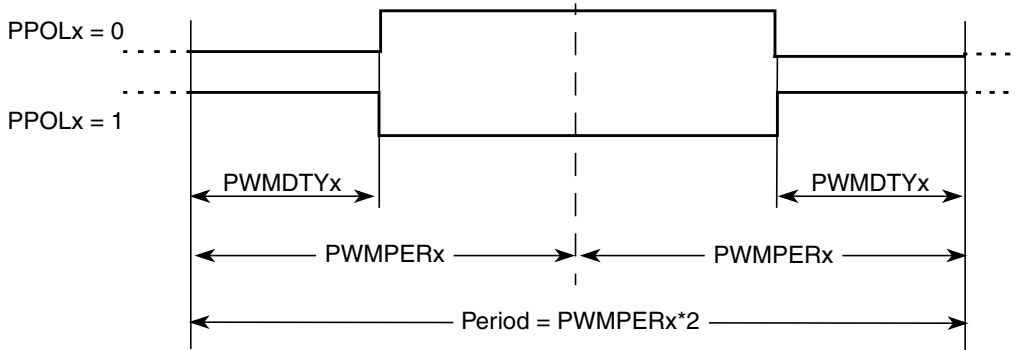 PPOLx = 0
PPOLx = 1
PWMDTYx
PWMDTYx
PWMPERx
PWMPERx
Period = PWMPERx*2